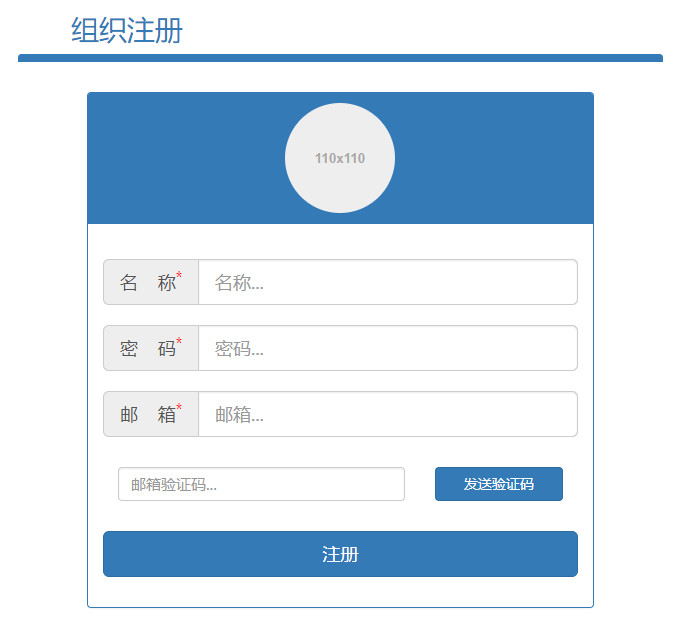 组织注册
110x110
名 称* 名称...
密 码* 密码...
邮 箱* 邮箱...
邮箱验证码... 发送验证码
注册